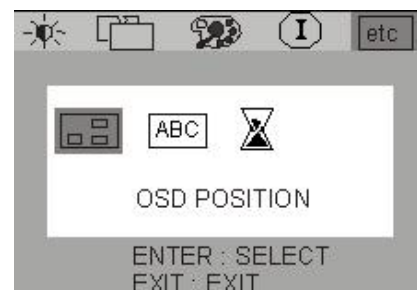 I etc
ABC
OSD POSITION
ENTER : SELECT
EXIT : EXIT